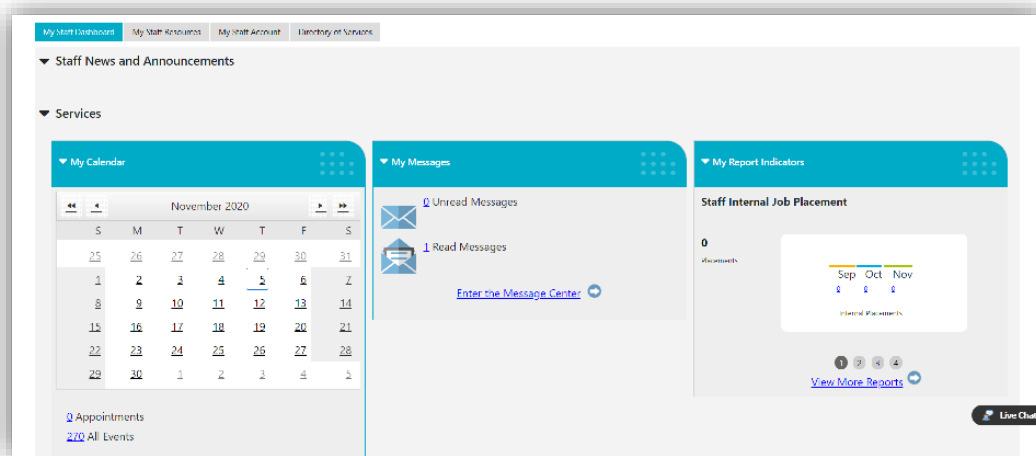 My Staff Dashboard My Staff Resources My Staff Account Directory of Services
Staff News and Announcements
Services
My Calendar
November 2020
S M T W T F S
25 26 27 28 29 30 31
1 2 3 4 5 6 7
8 9 10 11 12 13 14
15 16 17 18 19 20 21
22 23 24 25 26 27 28
29 30 1 2 3 4 5
0 Appointments
270 All Events
My Messages
0 Unread Messages
1 Read Messages
Enter the Message Center
My Report Indicators
Staff Internal Job Placement
0
Placements
Sep Oct Nov
0 0 0
Internal Placements
1 2 3 4
View More Reports
Live Chat